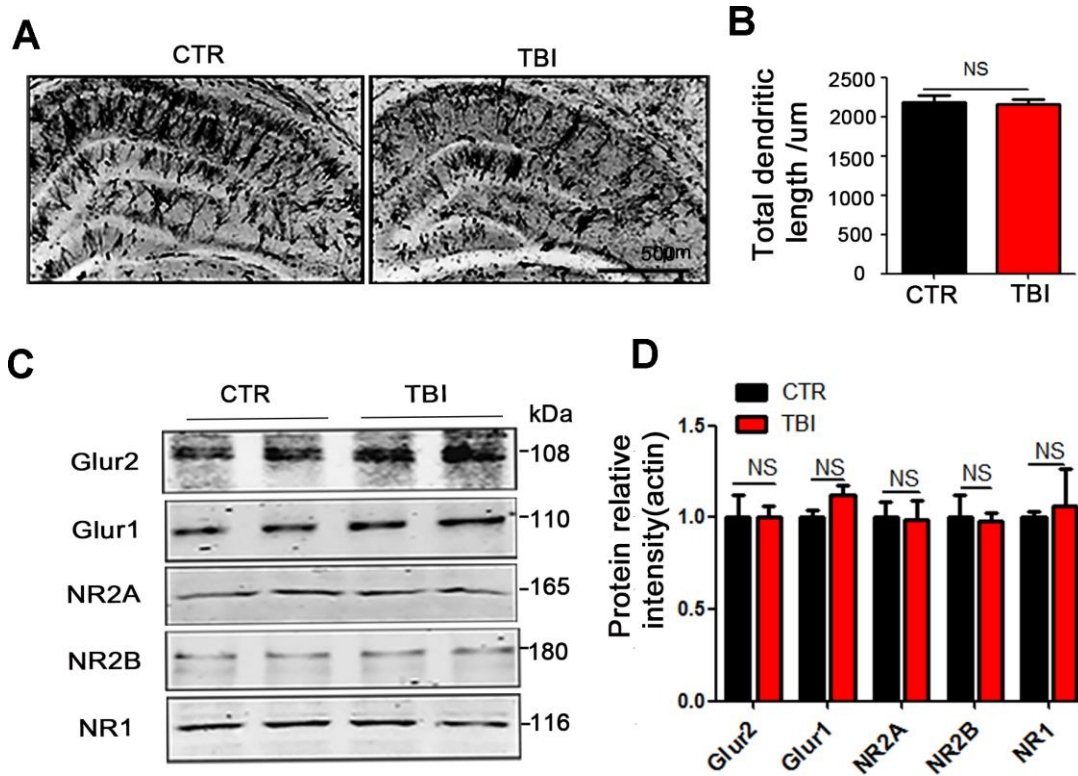 A
CTR
TBI
50µm
B
Total dendritic
length /um
2500
2000
1500
1000
500
0
NS
CTR
TBI
C
CTR
TBI
kDa
Glur2
108
Glur1
110
NR2A
165
NR2B
180
NR1
116
D
CTR
TBI
Protein relative
intensity(actin)
1.5
1.0
0.5
0.0
NS
NS
NS
NS
NS
Glur2
Glur1
NR2A
NR2B
NR1